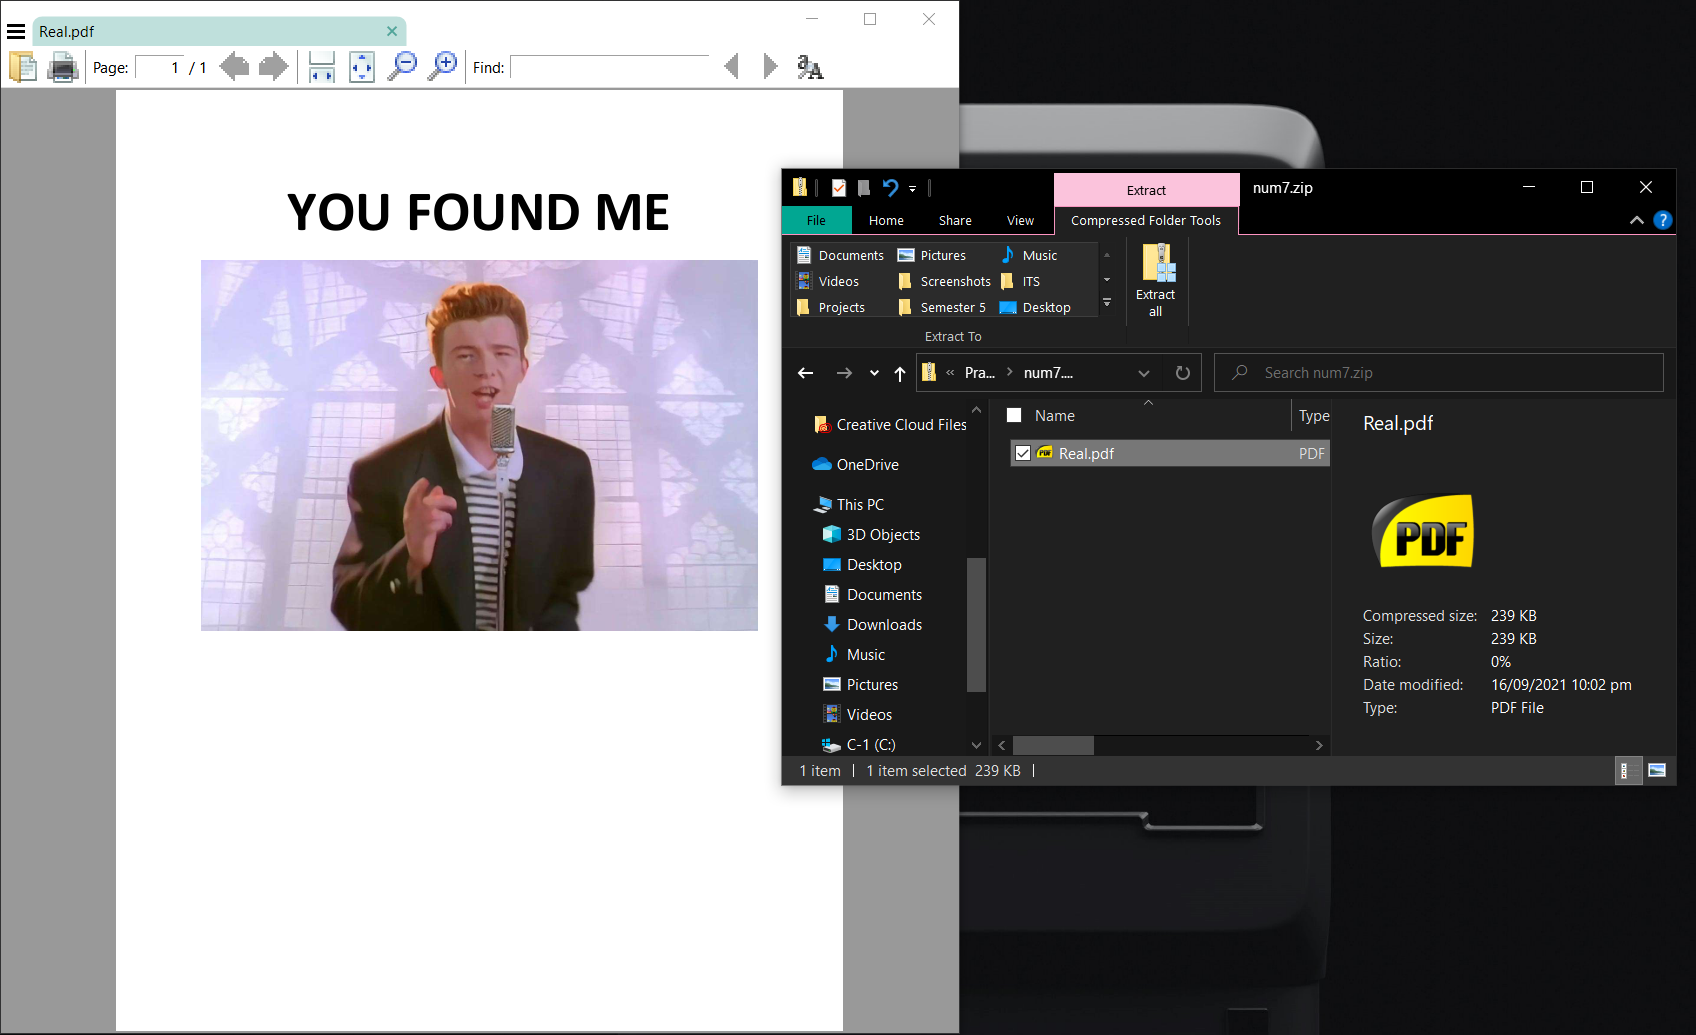 Real.pdf
Page: 1 / 1
Find:
YOU FOUND ME
Extract
num7.zip
File
Home
Share
View
Compressed Folder Tools
Documents
Pictures
Music
Videos
Screenshots
ITS
Projects
Semester 5
Desktop
Extract all
Extract To
« Pra... > num7....
Search num7.zip
Creative Cloud Files
OneDrive
This PC
3D Objects
Desktop
Documents
Downloads
Music
Pictures
Videos
C-1 (C:)
Name
Type
Real.pdf
PDF
Real.pdf
PDF
Compressed size: 239 KB
Size: 239 KB
Ratio: 0%
Date modified: 16/09/2021 10:02 pm
Type: PDF File
1 item
1 item selected 239 KB